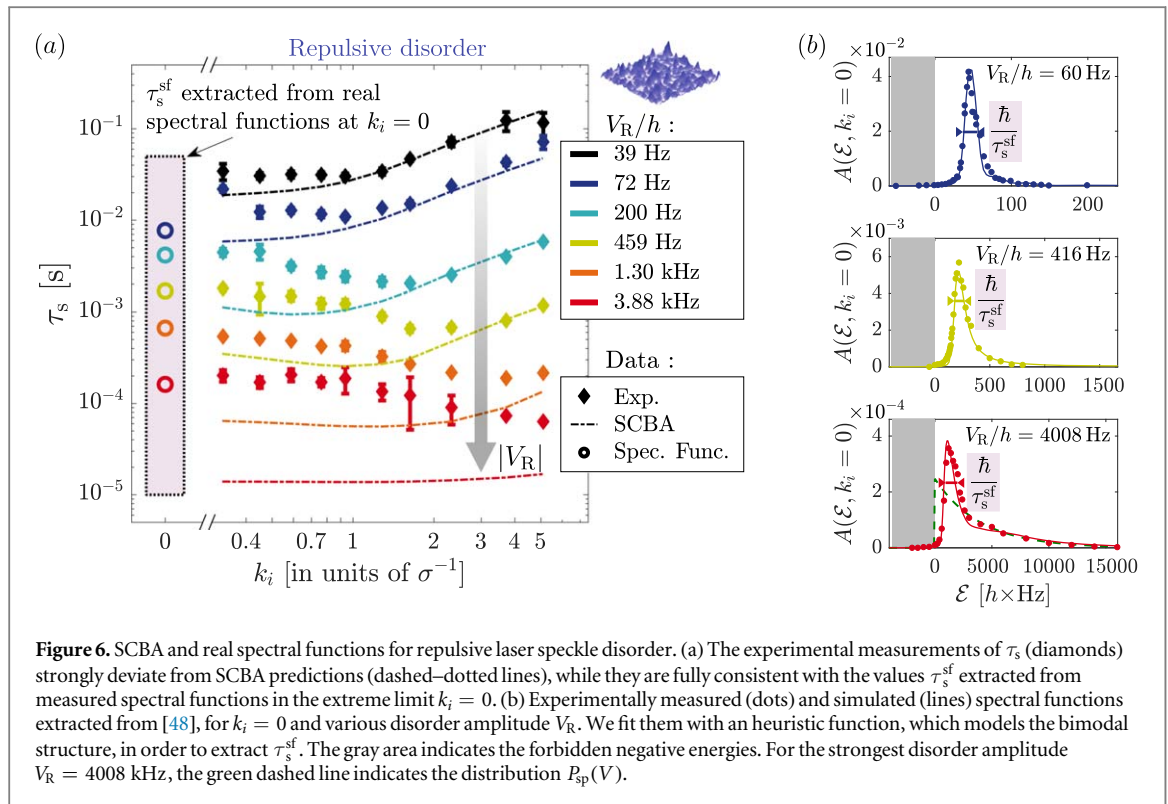 (a)
Repulsive disorder
τ_s^sf extracted from real
spectral functions at k_i = 0
10^-1
10^-2
10^-3
10^-4
10^-5
τ_s [s]
0
0.4
0.7
1
2
3
4
5
k_i [in units of σ^-1]
|V_R|
V_R/h :
39 Hz
72 Hz
200 Hz
459 Hz
1.30 kHz
3.88 kHz
Data :
Exp.
SCBA
Spec. Func.
(b)
×10^-2
V_R/h = 60 Hz
ħ/τ_s^sf
A(ℰ, k_i = 0)
4
2
0
0
100
200
×10^-3
V_R/h = 416 Hz
ħ/τ_s^sf
A(ℰ, k_i = 0)
6
4
2
0
0
500
1000
1500
×10^-4
V_R/h = 4008 Hz
ħ/τ_s^sf
A(ℰ, k_i = 0)
4
2
0
0
5000
10000
15000
ℰ [h×Hz]
Figure 6. SCBA and real spectral functions for repulsive laser speckle disorder. (a) The experimental measurements of τ_s (diamonds)
strongly deviate from SCBA predictions (dashed–dotted lines), while they are fully consistent with the values τ_s^sf extracted from
measured spectral functions in the extreme limit k_i = 0. (b) Experimentally measured (dots) and simulated (lines) spectral functions
extracted from [48], for k_i = 0 and various disorder amplitude V_R. We fit them with an heuristic function, which models the bimodal
structure, in order to extract τ_s^sf. The gray area indicates the forbidden negative energies. For the strongest disorder amplitude
V_R = 4008 kHz, the green dashed line indicates the distribution P_sp(V).